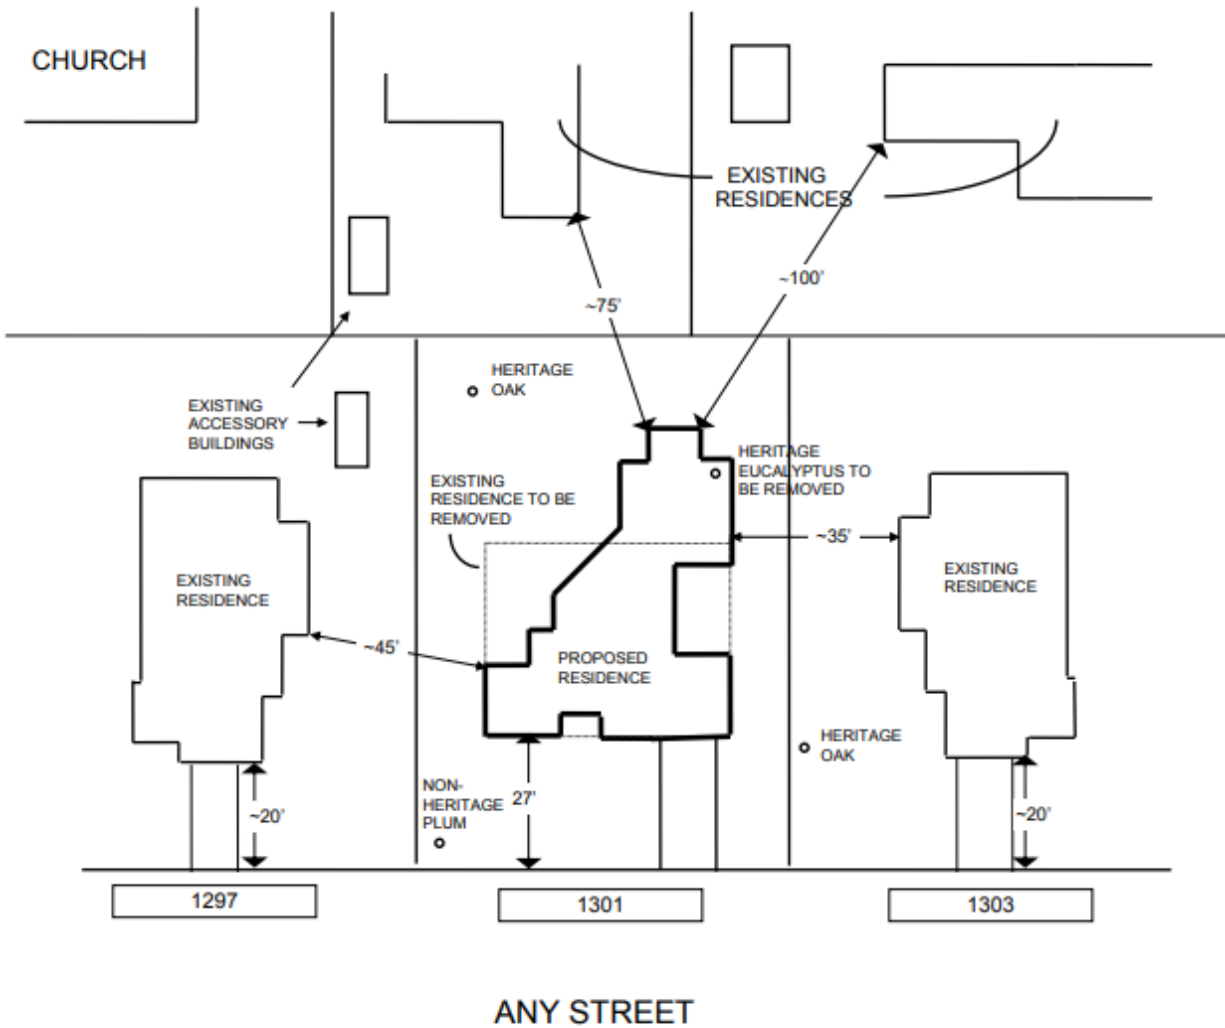 CHURCH
EXISTING
RESIDENCES
~100'
~75'
HERITAGE
OAK
EXISTING
ACCESSORY
BUILDINGS
HERITAGE
EUCALYPTUS TO
BE REMOVED
EXISTING
RESIDENCE TO BE
REMOVED
~35'
EXISTING
RESIDENCE
EXISTING
RESIDENCE
~45'
PROPOSED
RESIDENCE
HERITAGE
OAK
NON-
HERITAGE
PLUM
27'
~20'
~20'
1297
1301
1303
ANY STREET